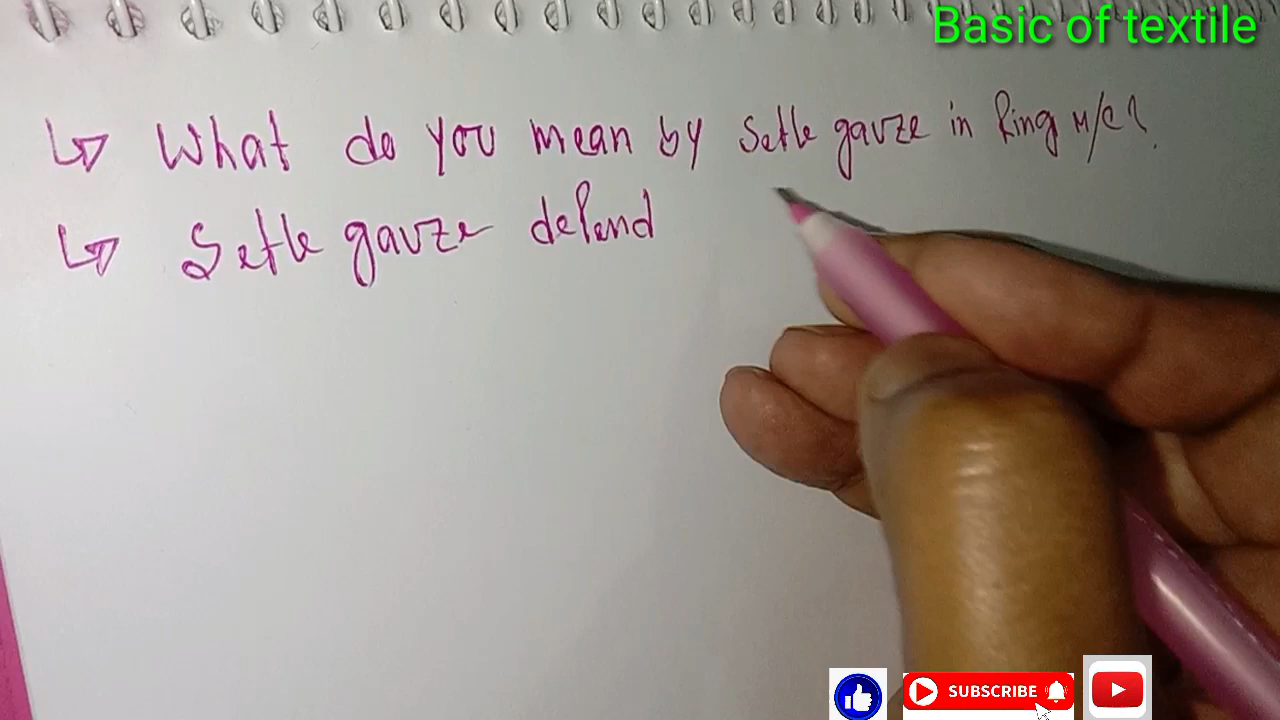 Basic of textile
↳ What do you mean by Setle gauze in Ring M/C ?
↳ Setle gauze depend
SUBSCRIBE